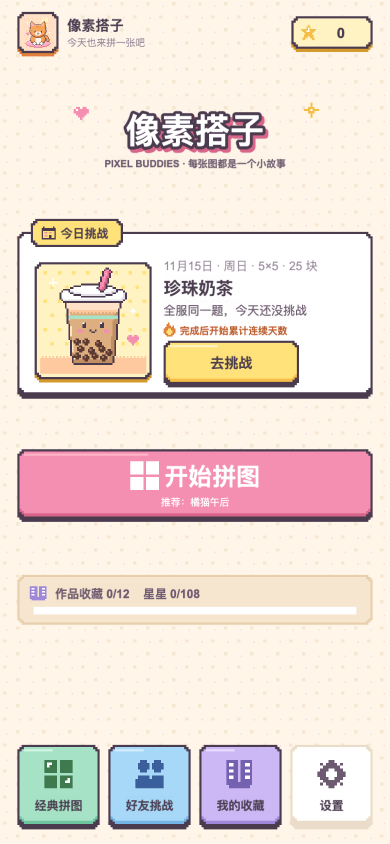 像素搭子
今天也来拼一张吧
0
像素搭子
PIXEL BUDDIES · 每张图都是一个小故事
今日挑战
11月15日 · 周日 · 5×5 · 25 块
珍珠奶茶
全服同一题，今天还没挑战
完成后开始累计连续天数
去挑战
开始拼图
推荐：橘猫午后
作品收藏 0/12 星星 0/108
经典拼图
好友挑战
我的收藏
设置